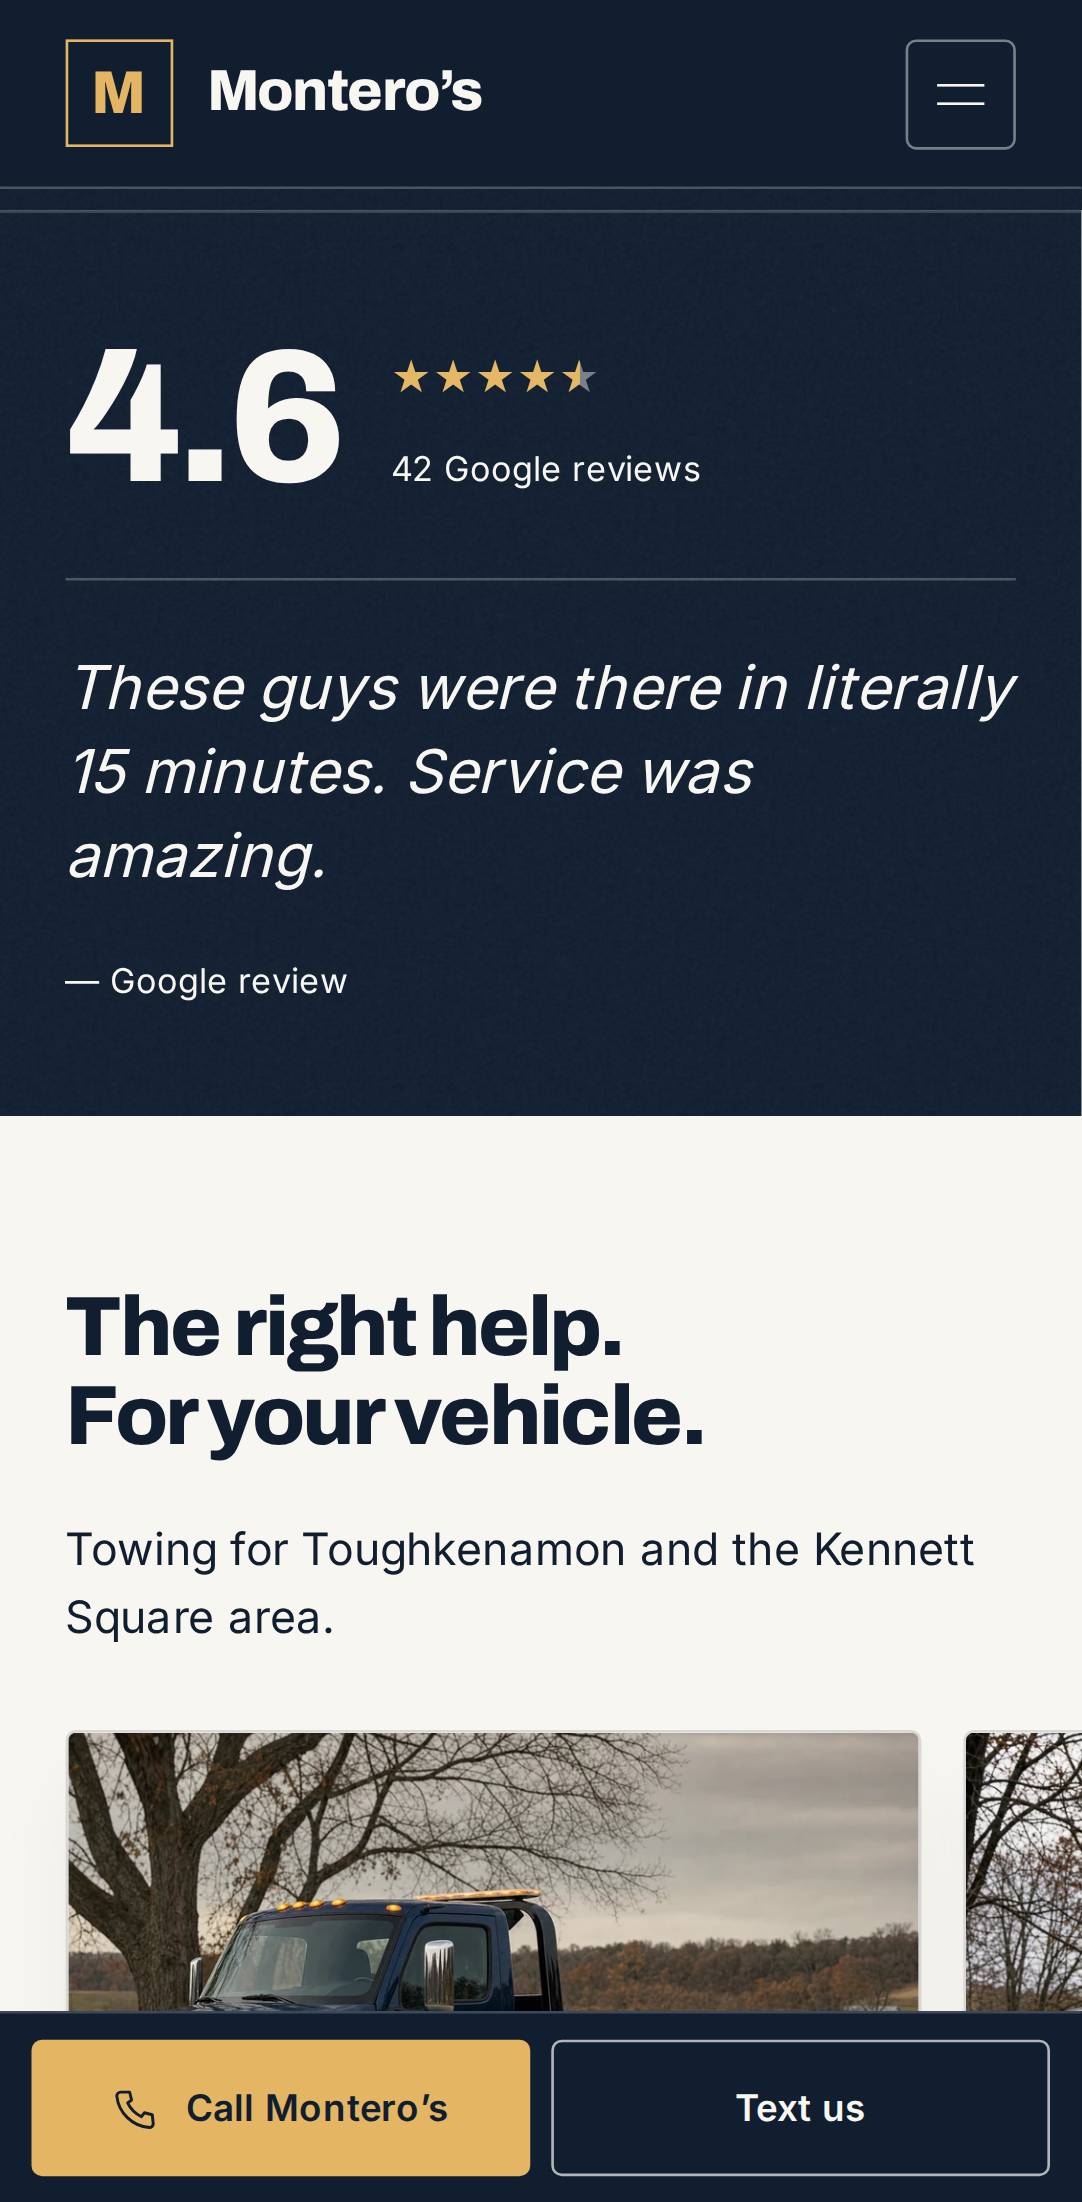 M Montero’s
4.6
42 Google reviews
These guys were there in literally
15 minutes. Service was
amazing.
— Google review
The right help.
For your vehicle.
Towing for Toughkenamon and the Kennett
Square area.
Call Montero’s
Text us